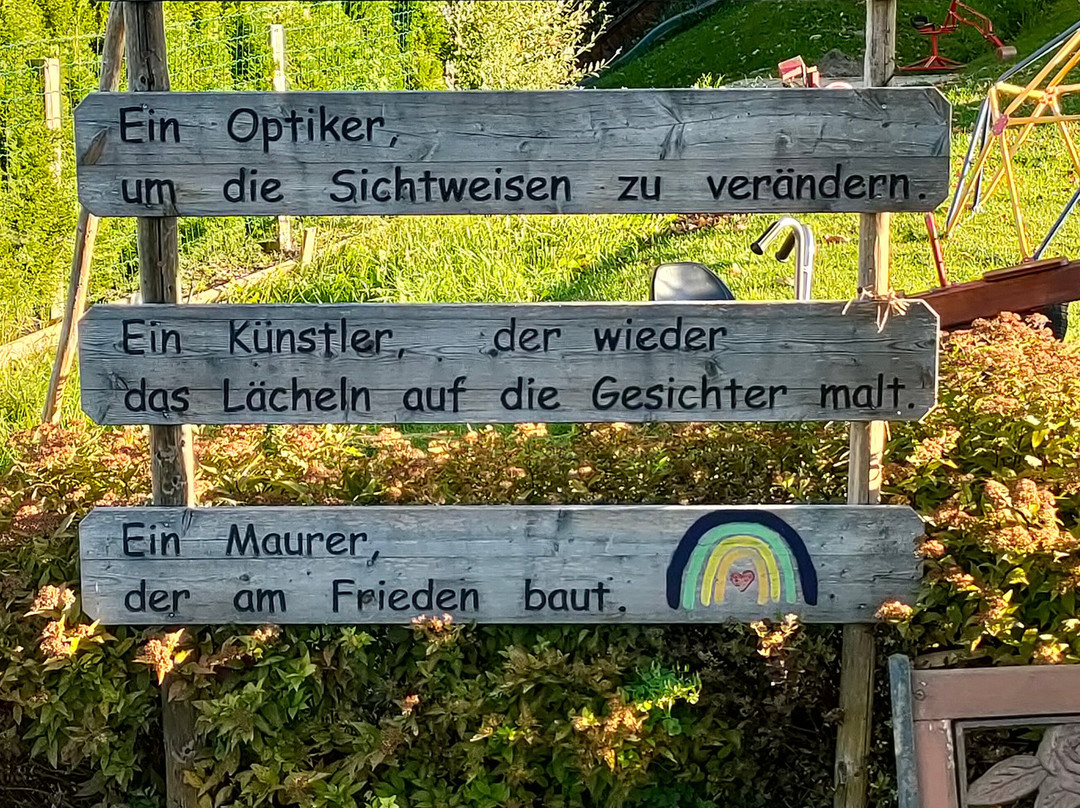 Ein Optiker,
um die Sichtweisen zu verändern.
Ein Künstler, der wieder
das Lächeln auf die Gesichter malt.
Ein Maurer,
der am Frieden baut.